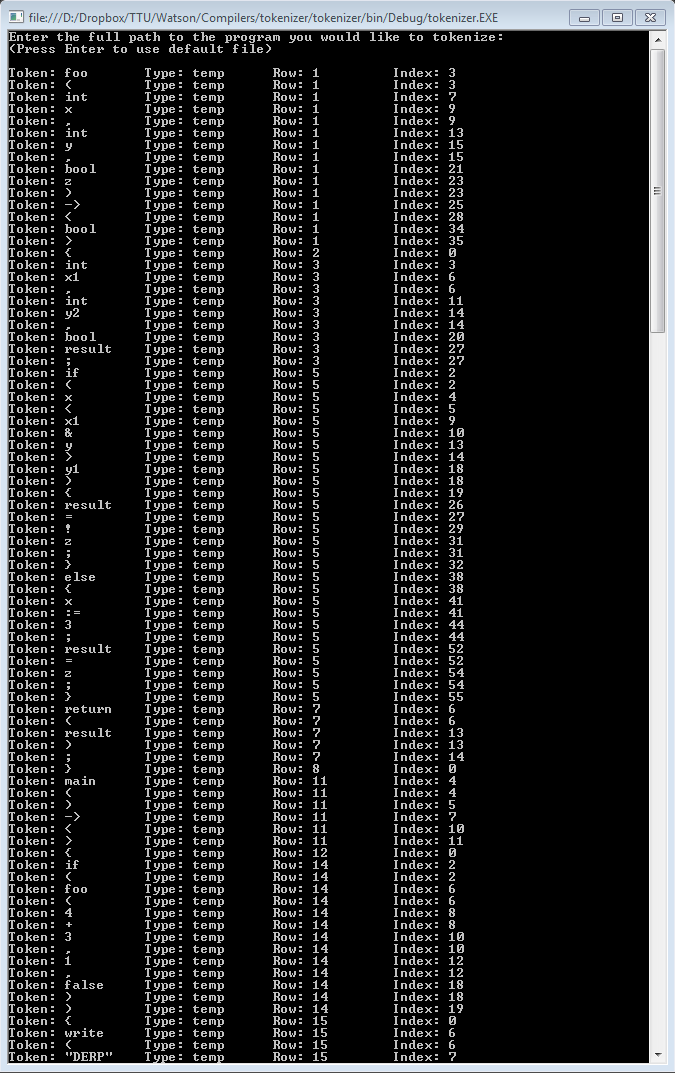 file:///D:/Dropbox/TTU/Watson/Compilers/tokenizer/tokenizer/bin/Debug/tokenizer.EXE
Enter the full path to the program you would like to tokenize:
(Press Enter to use default file)
Token: foo Type: temp Row: 1 Index: 3
Token: ( Type: temp Row: 1 Index: 3
Token: int Type: temp Row: 1 Index: 7
Token: x Type: temp Row: 1 Index: 9
Token: , Type: temp Row: 1 Index: 9
Token: int Type: temp Row: 1 Index: 13
Token: y Type: temp Row: 1 Index: 15
Token: , Type: temp Row: 1 Index: 15
Token: bool Type: temp Row: 1 Index: 21
Token: z Type: temp Row: 1 Index: 23
Token: ) Type: temp Row: 1 Index: 23
Token: -> Type: temp Row: 1 Index: 25
Token: < Type: temp Row: 1 Index: 28
Token: bool Type: temp Row: 1 Index: 34
Token: > Type: temp Row: 1 Index: 35
Token: { Type: temp Row: 2 Index: 0
Token: int Type: temp Row: 3 Index: 3
Token: x1 Type: temp Row: 3 Index: 6
Token: , Type: temp Row: 3 Index: 6
Token: int Type: temp Row: 3 Index: 11
Token: y2 Type: temp Row: 3 Index: 14
Token: , Type: temp Row: 3 Index: 14
Token: bool Type: temp Row: 3 Index: 20
Token: result Type: temp Row: 3 Index: 27
Token: ; Type: temp Row: 3 Index: 27
Token: if Type: temp Row: 5 Index: 2
Token: ( Type: temp Row: 5 Index: 2
Token: x Type: temp Row: 5 Index: 4
Token: < Type: temp Row: 5 Index: 5
Token: x1 Type: temp Row: 5 Index: 9
Token: & Type: temp Row: 5 Index: 10
Token: y Type: temp Row: 5 Index: 13
Token: > Type: temp Row: 5 Index: 14
Token: y1 Type: temp Row: 5 Index: 18
Token: ) Type: temp Row: 5 Index: 18
Token: { Type: temp Row: 5 Index: 19
Token: result Type: temp Row: 5 Index: 26
Token: = Type: temp Row: 5 Index: 27
Token: ! Type: temp Row: 5 Index: 29
Token: z Type: temp Row: 5 Index: 31
Token: ; Type: temp Row: 5 Index: 31
Token: } Type: temp Row: 5 Index: 32
Token: else Type: temp Row: 5 Index: 38
Token: { Type: temp Row: 5 Index: 38
Token: x Type: temp Row: 5 Index: 41
Token: := Type: temp Row: 5 Index: 41
Token: 3 Type: temp Row: 5 Index: 44
Token: ; Type: temp Row: 5 Index: 44
Token: result Type: temp Row: 5 Index: 52
Token: = Type: temp Row: 5 Index: 52
Token: z Type: temp Row: 5 Index: 54
Token: ; Type: temp Row: 5 Index: 54
Token: } Type: temp Row: 5 Index: 55
Token: return Type: temp Row: 7 Index: 6
Token: ( Type: temp Row: 7 Index: 6
Token: result Type: temp Row: 7 Index: 13
Token: ) Type: temp Row: 7 Index: 13
Token: ; Type: temp Row: 7 Index: 14
Token: } Type: temp Row: 8 Index: 0
Token: main Type: temp Row: 11 Index: 4
Token: ( Type: temp Row: 11 Index: 4
Token: ) Type: temp Row: 11 Index: 5
Token: -> Type: temp Row: 11 Index: 7
Token: < Type: temp Row: 11 Index: 10
Token: > Type: temp Row: 11 Index: 11
Token: { Type: temp Row: 12 Index: 0
Token: if Type: temp Row: 14 Index: 2
Token: ( Type: temp Row: 14 Index: 2
Token: foo Type: temp Row: 14 Index: 6
Token: ( Type: temp Row: 14 Index: 6
Token: 4 Type: temp Row: 14 Index: 8
Token: + Type: temp Row: 14 Index: 8
Token: 3 Type: temp Row: 14 Index: 10
Token: , Type: temp Row: 14 Index: 10
Token: 1 Type: temp Row: 14 Index: 12
Token: , Type: temp Row: 14 Index: 12
Token: false Type: temp Row: 14 Index: 18
Token: ) Type: temp Row: 14 Index: 18
Token: ) Type: temp Row: 14 Index: 19
Token: { Type: temp Row: 15 Index: 0
Token: write Type: temp Row: 15 Index: 6
Token: ( Type: temp Row: 15 Index: 6
Token: "DERP" Type: temp Row: 15 Index: 7